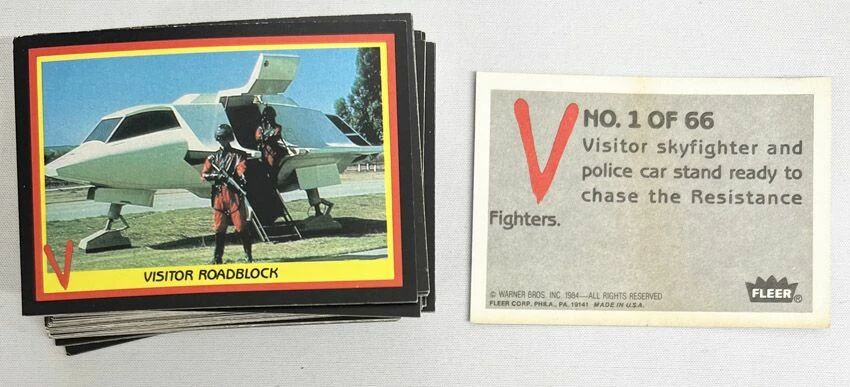 V
VISITOR ROADBLOCK
V NO. 1 OF 66
Visitor skyfighter and
police car stand ready to
chase the Resistance
Fighters.
© WARNER BROS. INC. 1984—ALL RIGHTS RESERVED
FLEER CORP. PHILA., PA. 19141 MADE IN U.S.A.
FLEER®